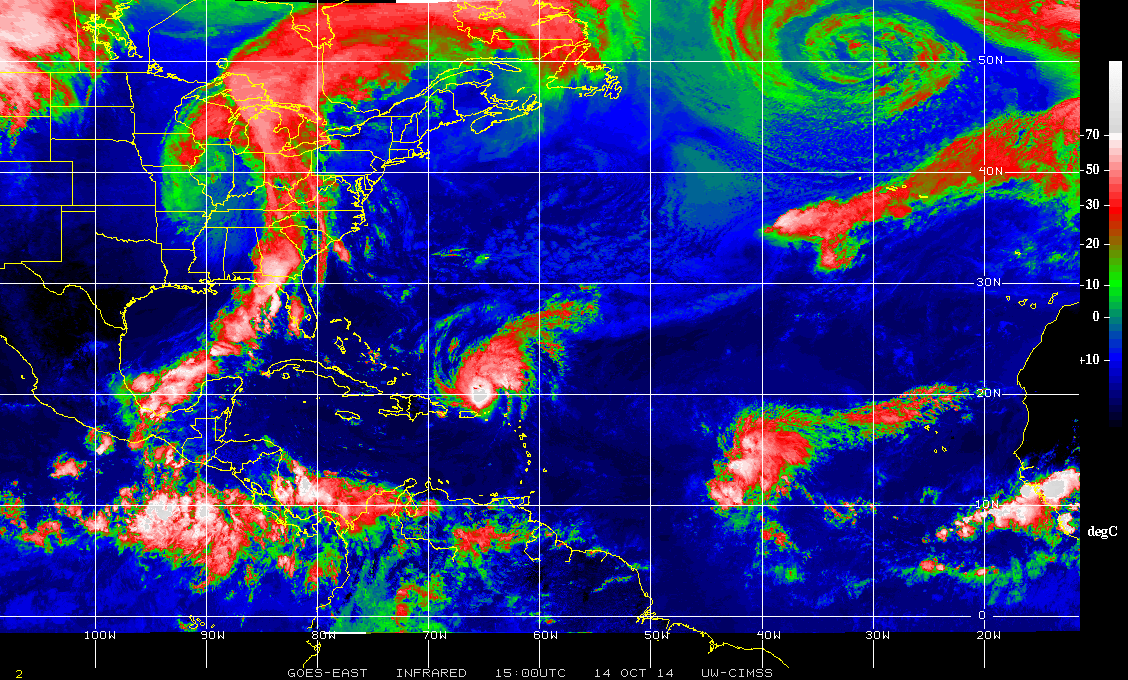 50N
40N
30N
20N
10N
0
70
50
30
20
10
0
+10
degC
100W 90W 80W 70W 60W 50W 40W 30W 20W
2 GOES-EAST INFRARED 15:00UTC 14 OCT 14 UW-CIMSS